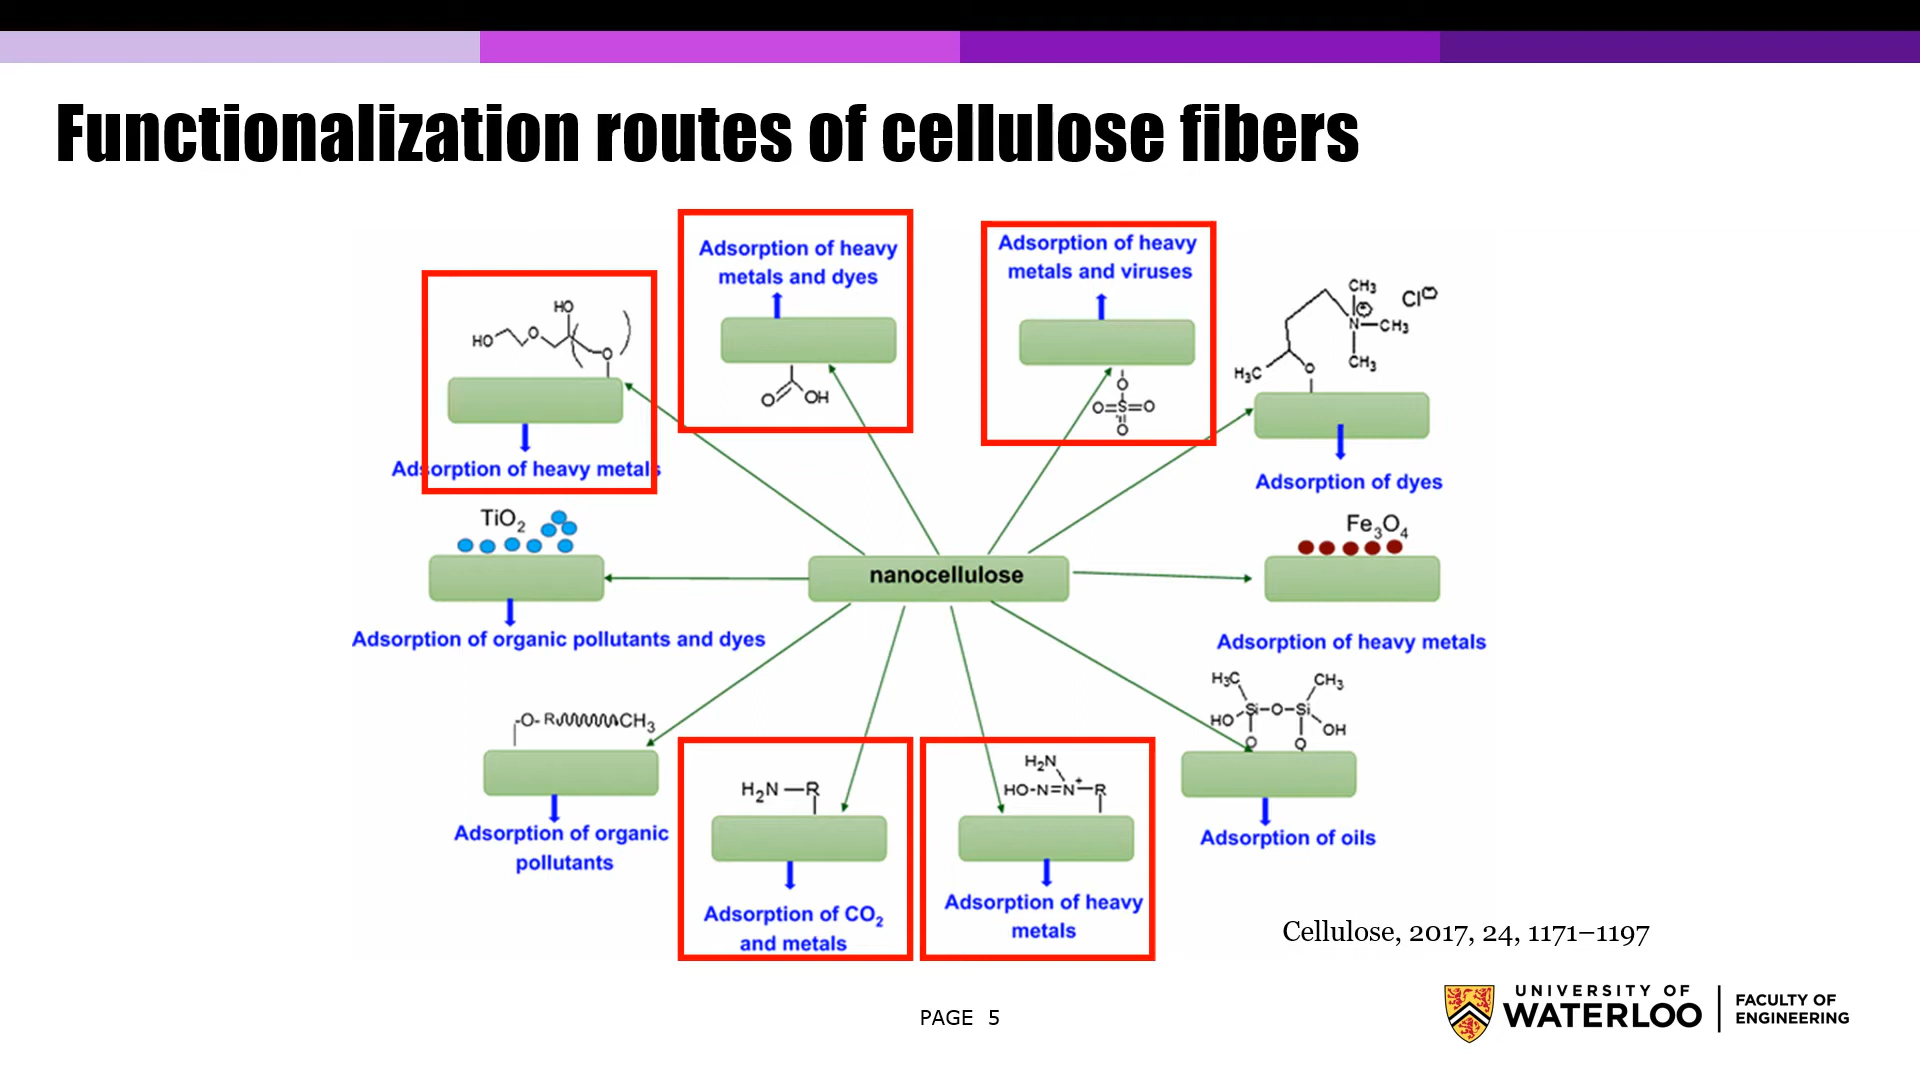 Functionalization routes of cellulose fibers
Adsorption of heavy
metals and dyes
Adsorption of heavy
metals and viruses
HO
HO
O
O
Adsorption of heavy metals
O
OH
O
O=S=O
O
CH3
Cl⊖
N
CH3
CH3
H3C
O
Adsorption of dyes
TiO2
Adsorption of organic pollutants and dyes
nanocellulose
Fe3O4
Adsorption of heavy metals
-O-R
CH3
Adsorption of organic
pollutants
H2N—R
Adsorption of CO2
and metals
H2N
HO-N=N+-R
Adsorption of heavy
metals
H3C
CH3
HO
Si-O-Si
OH
O
O
Adsorption of oils
Cellulose, 2017, 24, 1171–1197
PAGE 5
UNIVERSITY OF
WATERLOO
FACULTY OF
ENGINEERING